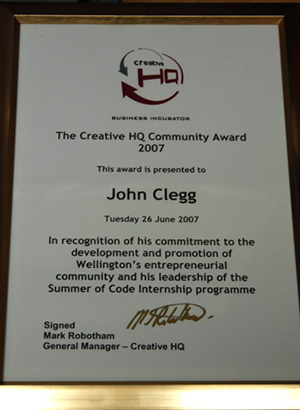 creative
HQ
BUSINESS INCUBATOR
The Creative HQ Community Award
2007
This award is presented to
John Clegg
Tuesday 26 June 2007
In recognition of his commitment to the
development and promotion of
Wellington's entrepreneurial
community and his leadership of the
Summer of Code Internship programme
Signed
Mark Robotham
General Manager – Creative HQ